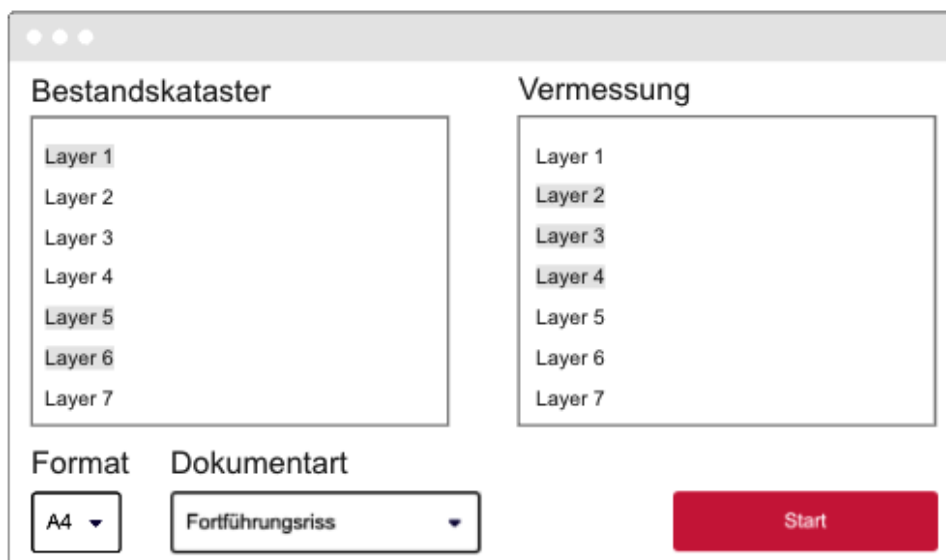 Bestandskataster
Layer 1
Layer 2
Layer 3
Layer 4
Layer 5
Layer 6
Layer 7
Vermessung
Layer 1
Layer 2
Layer 3
Layer 4
Layer 5
Layer 6
Layer 7
Format
A4
Dokumentart
Fortführungsriss
Start